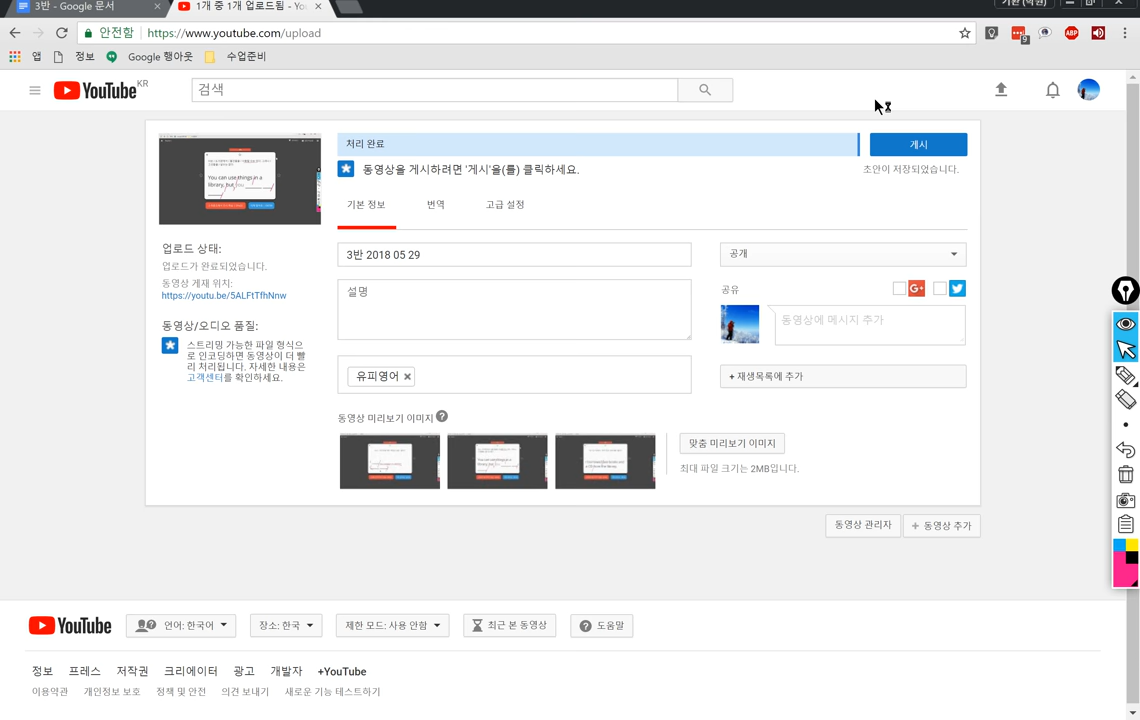 3반 - Google 문서
1개 중 1개 업로드됨 - Yo
안전함
https://www.youtube.com/upload
9
ABP
앱
정보
Google 행아웃
수업준비
YouTube KR
검색
처리 완료
게시
동영상을 게시하려면 '게시'을(를) 클릭하세요.
초안이 저장되었습니다.
You can use things in a
library, but you
기본 정보
번역
고급 설정
업로드 상태:
업로드가 완료되었습니다.
동영상 게재 위치:
https://youtu.be/5ALFtTfhNnw
동영상/오디오 품질:
스트리밍 가능한 파일 형식으
로 인코딩하면 동영상이 더 빨
리 처리됩니다. 자세한 내용은
고객센터를 확인하세요.
3반 2018 05 29
공개
설명
공유
G+
동영상에 메시지 추가
유피영어
+ 재생목록에 추가
동영상 미리보기 이미지
맞춤 미리보기 이미지
최대 파일 크기는 2MB입니다.
동영상 관리자
+ 동영상 추가
YouTube
언어: 한국어
장소: 한국
제한 모드: 사용 안함
최근 본 동영상
도움말
정보
프레스
저작권
크리에이터
광고
개발자
+YouTube
이용약관
개인정보 보호
정책 및 안전
의견 보내기
새로운 기능 테스트하기